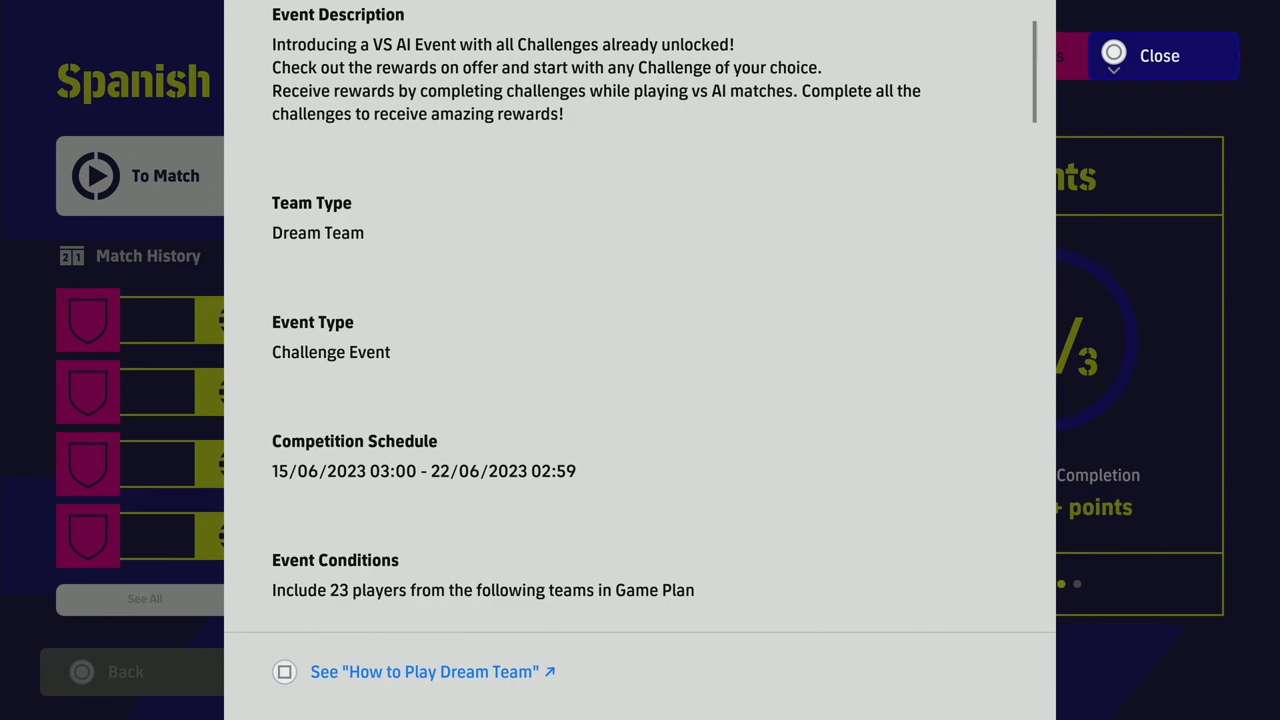 Event Description
Introducing a VS AI Event with all Challenges already unlocked!
Check out the rewards on offer and start with any Challenge of your choice.
Receive rewards by completing challenges while playing vs AI matches. Complete all the
challenges to receive amazing rewards!
Close
Spanish
To Match
Team Type
Dream Team
Match History
Event Type
Challenge Event
/3
Competition Schedule
15/06/2023 03:00 - 22/06/2023 02:59
Completion
points
Event Conditions
Include 23 players from the following teams in Game Plan
See All
Back
See "How to Play Dream Team"